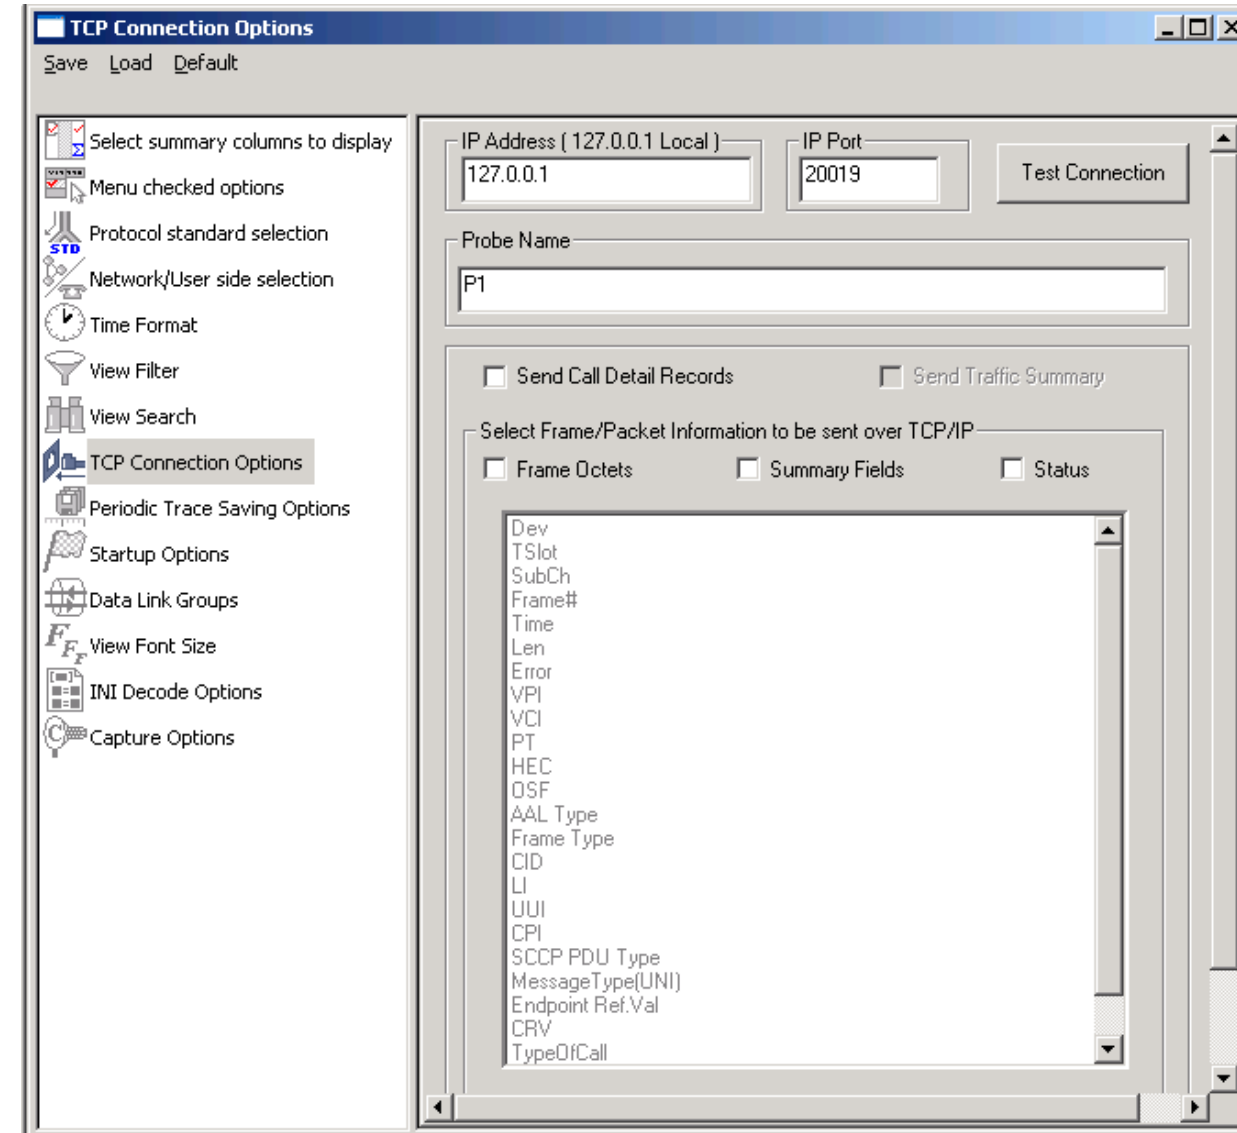 TCP Connection Options
Save Load Default
Select summary columns to display
Menu checked options
STD
Protocol standard selection
Network/User side selection
Time Format
View Filter
View Search
TCP Connection Options
Periodic Trace Saving Options
Startup Options
Data Link Groups
View Font Size
INI Decode Options
Capture Options
IP Address ( 127.0.0.1 Local )
127.0.0.1
IP Port
20019
Test Connection
Probe Name
P1
Send Call Detail Records
Send Traffic Summary
Select Frame/Packet Information to be sent over TCP/IP
Frame Octets
Summary Fields
Status
Dev
TSlot
SubCh
Frame#
Time
Len
Error
VPI
VCI
PT
HEC
OSF
AAL Type
Frame Type
CID
LI
UUI
CPI
SCCP PDU Type
MessageType(UNI)
Endpoint Ref.Val
CRV
TypeOfCall